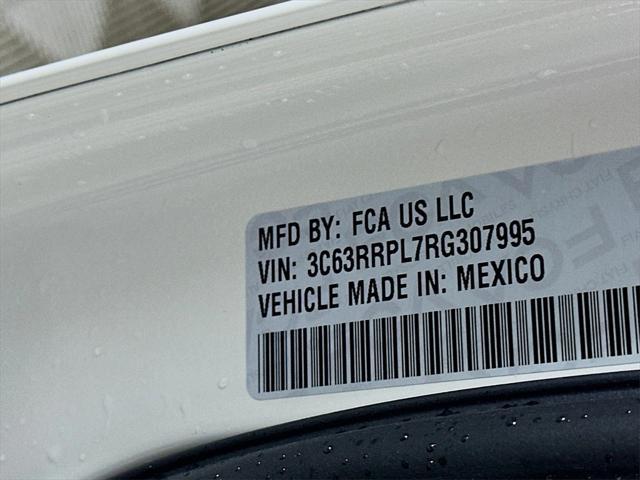 MFD BY: FCA US LLC
VIN: 3C63RRPL7RG307995
VEHICLE MADE IN: MEXICO